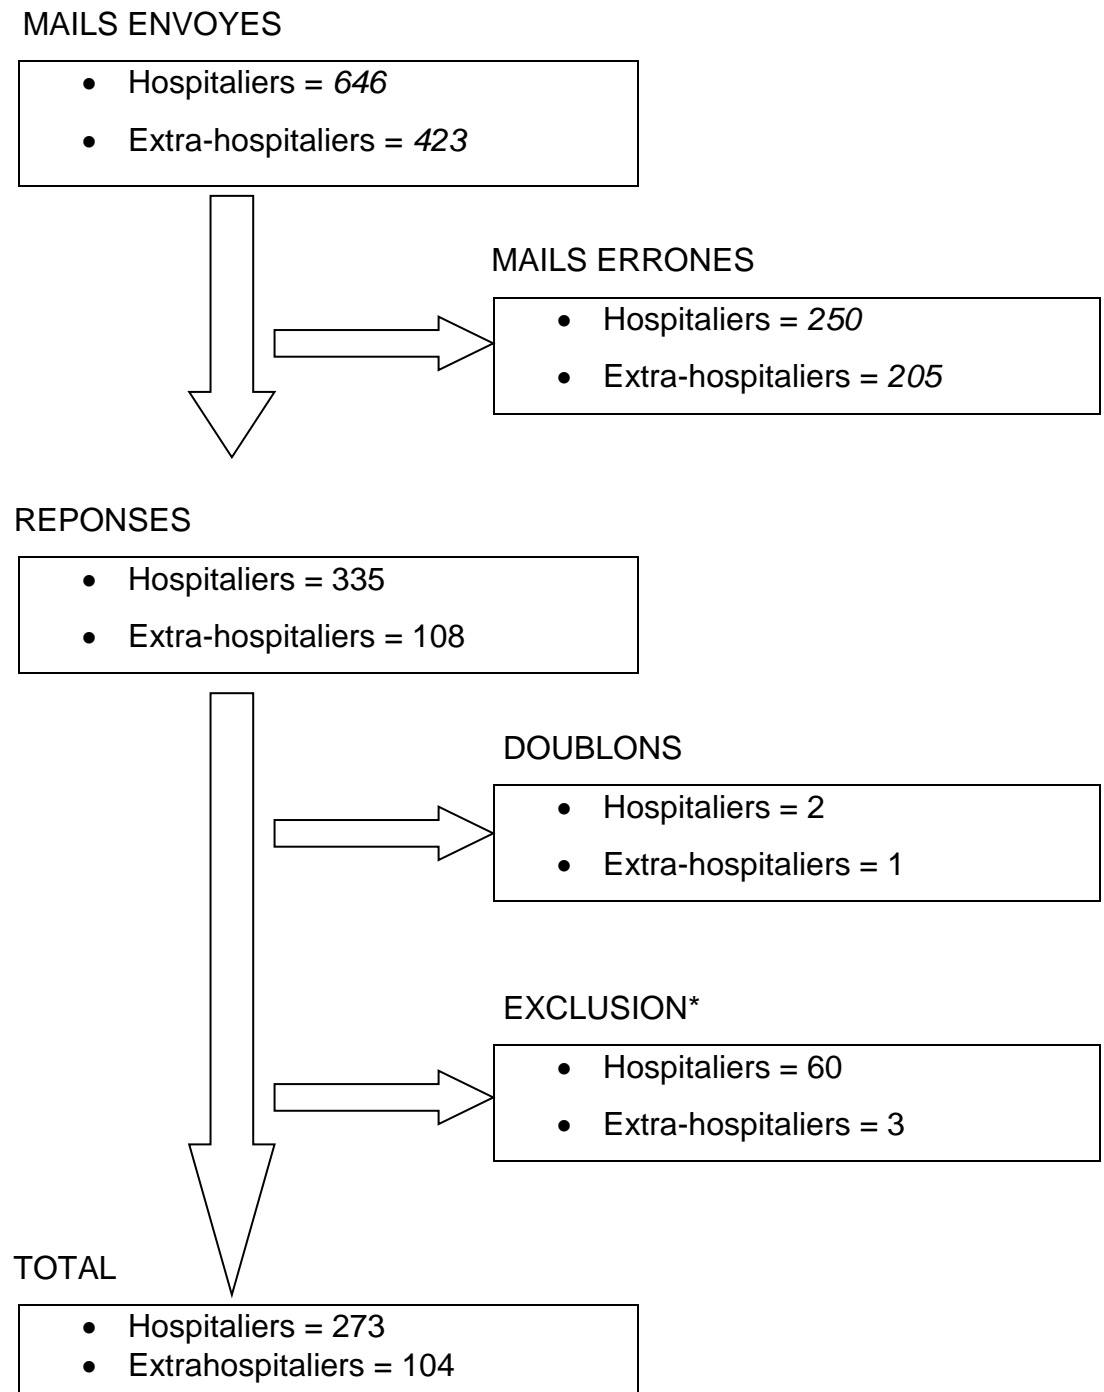 MAILS ENVOYES
• Hospitaliers = 646
• Extra-hospitaliers = 423
MAILS ERRONES
• Hospitaliers = 250
• Extra-hospitaliers = 205
REPONSES
• Hospitaliers = 335
• Extra-hospitaliers = 108
DOUBLONS
• Hospitaliers = 2
• Extra-hospitaliers = 1
EXCLUSION*
• Hospitaliers = 60
• Extra-hospitaliers = 3
TOTAL
• Hospitaliers = 273
• Extrahospitaliers = 104